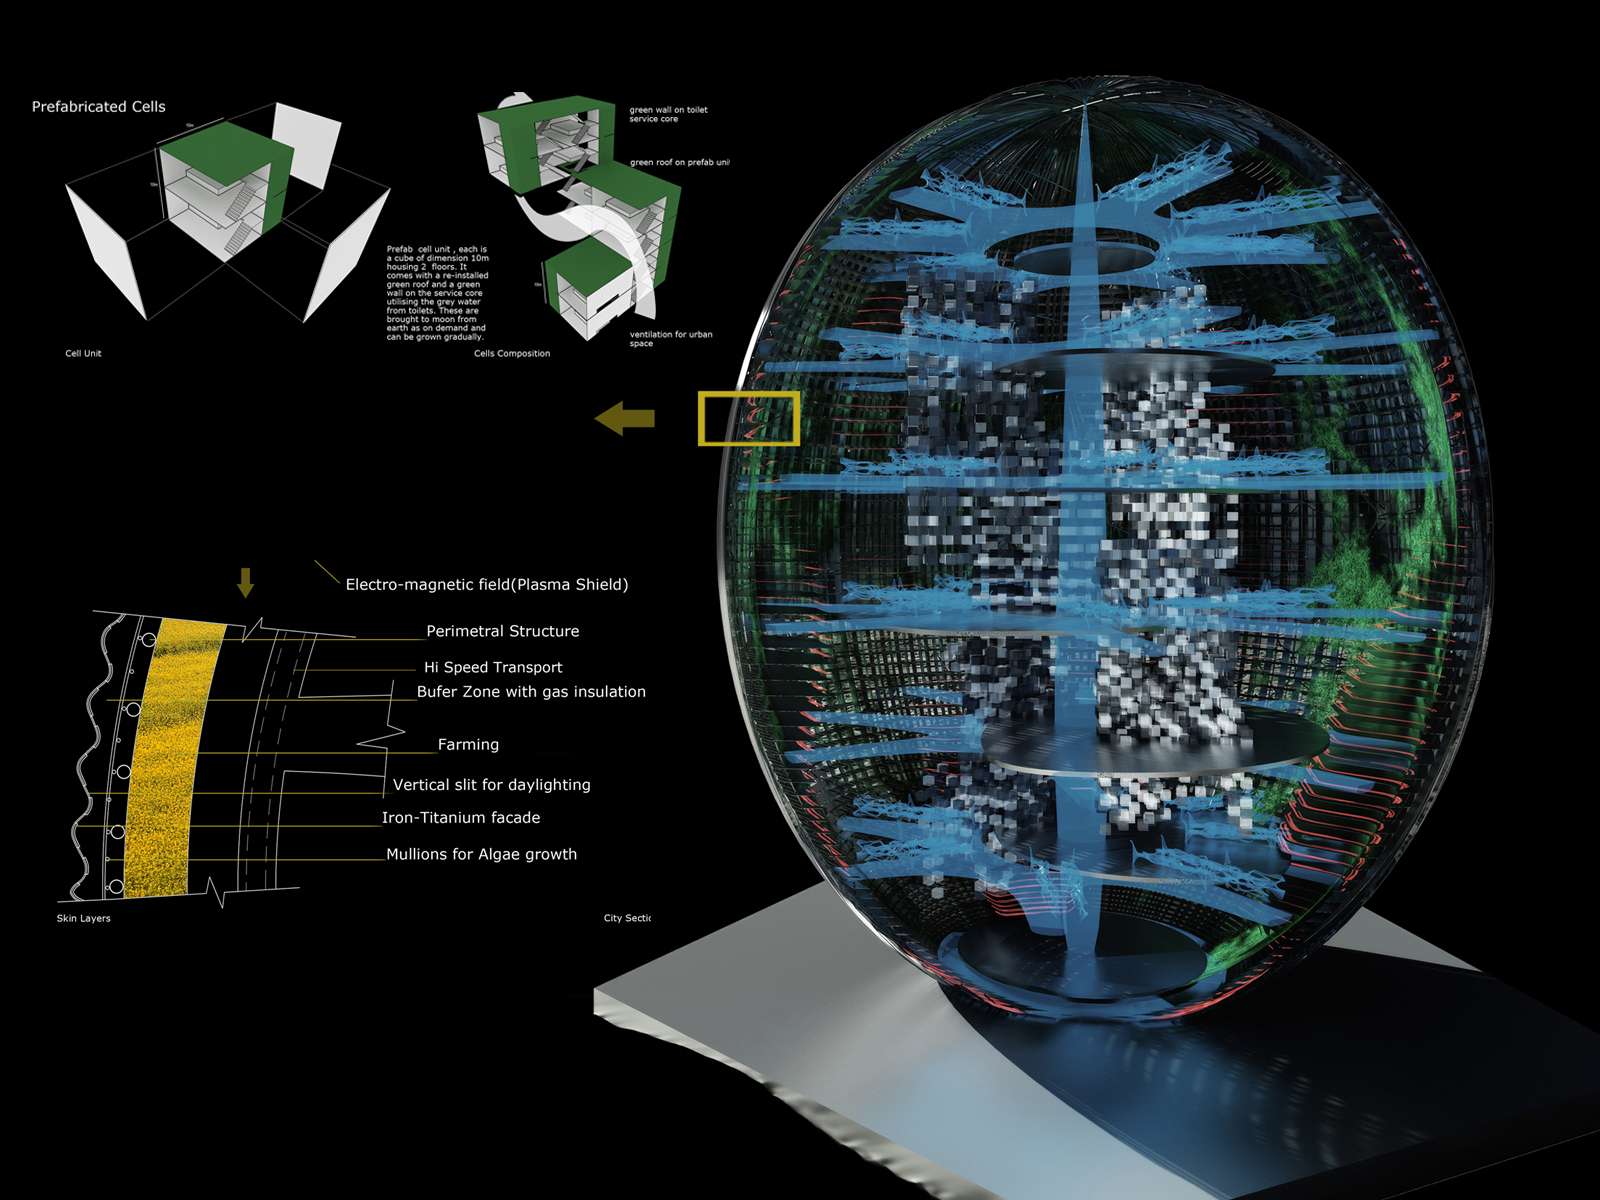 Prefabricated Cells
Cell Unit
green wall on toilet
service core
green roof on prefab unit
Prefab cell unit , each is
a cube of dimension 10m
housing 2 floors. It
comes with a re-installed
green roof and a green
wall on the service core
utilising the grey water
from toilets. These are
brought to moon from
earth as on demand and
can be grown gradually.
ventilation for urban
space
Cells Composition
Electro-magnetic field(Plasma Shield)
Perimetral Structure
Hi Speed Transport
Bufer Zone with gas insulation
Farming
Vertical slit for daylighting
Iron-Titanium facade
Mullions for Algae growth
Skin Layers
City Sectic